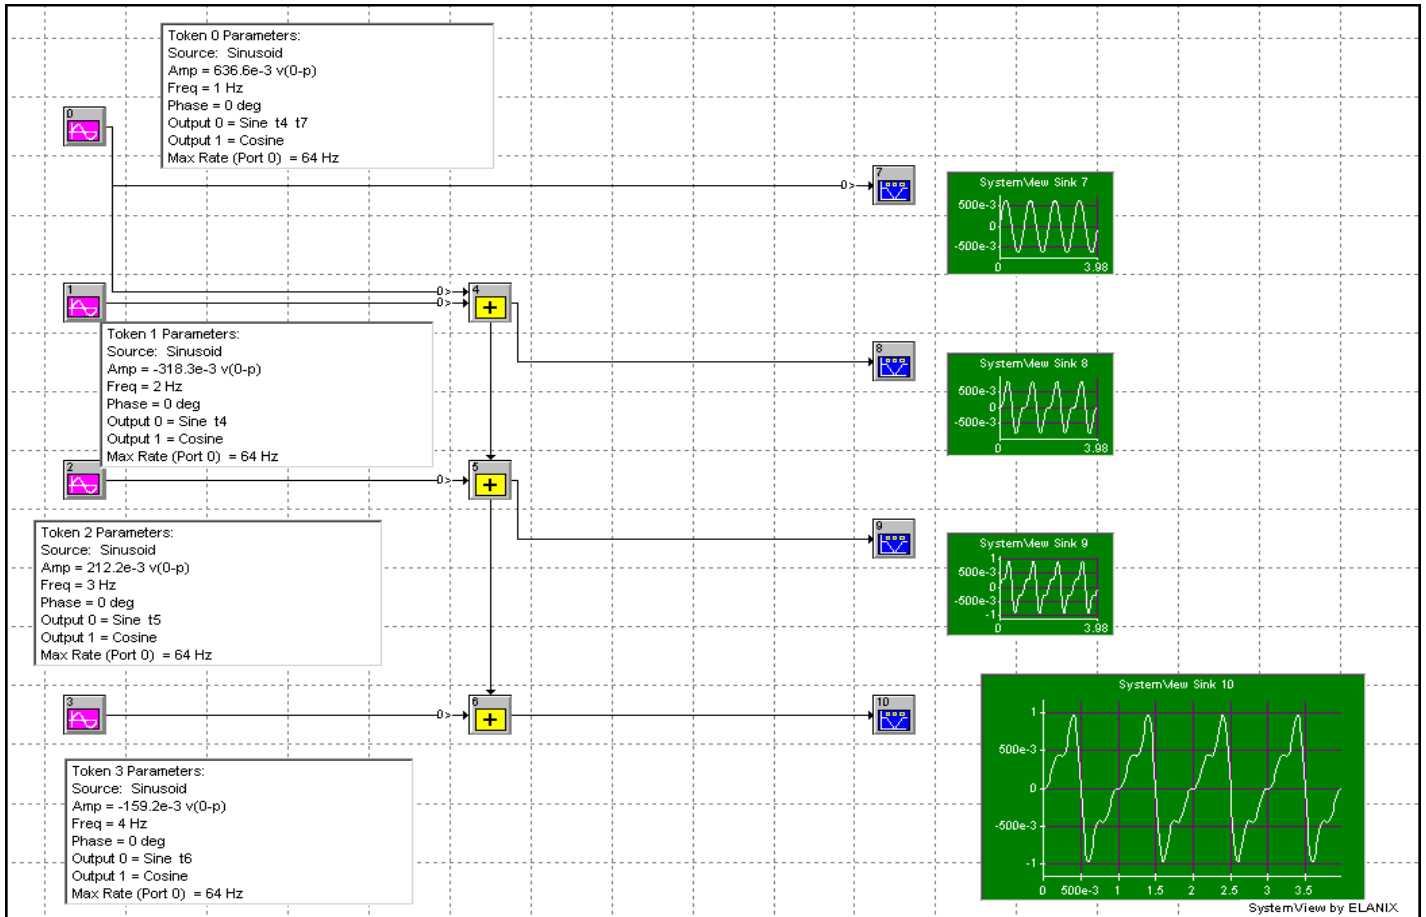 Token 0 Parameters:
Source: Sinusoid
Amp = 636.6e-3 v(0-p)
Freq = 1 Hz
Phase = 0 deg
Output 0 = Sine t4 t7
Output 1 = Cosine
Max Rate (Port 0) = 64 Hz
0
0>
7
SystemView Sink 7
500e-3
0
-500e-3
0 3.98
1
0>
0>
4
Token 1 Parameters:
Source: Sinusoid
Amp = -318.3e-3 v(0-p)
Freq = 2 Hz
Phase = 0 deg
Output 0 = Sine t4
Output 1 = Cosine
Max Rate (Port 0) = 64 Hz
8
SystemView Sink 8
500e-3
0
-500e-3
0 3.98
2
0>
5
Token 2 Parameters:
Source: Sinusoid
Amp = 212.2e-3 v(0-p)
Freq = 3 Hz
Phase = 0 deg
Output 0 = Sine t5
Output 1 = Cosine
Max Rate (Port 0) = 64 Hz
9
SystemView Sink 9
1
500e-3
0
-500e-3
-1
0 3.98
3
0>
6
10
Token 3 Parameters:
Source: Sinusoid
Amp = -159.2e-3 v(0-p)
Freq = 4 Hz
Phase = 0 deg
Output 0 = Sine t6
Output 1 = Cosine
Max Rate (Port 0) = 64 Hz
SystemView Sink 10
1
500e-3
0
-500e-3
-1
0 500e-3 1 1.5 2 2.5 3 3.5
SystemView by ELANIX